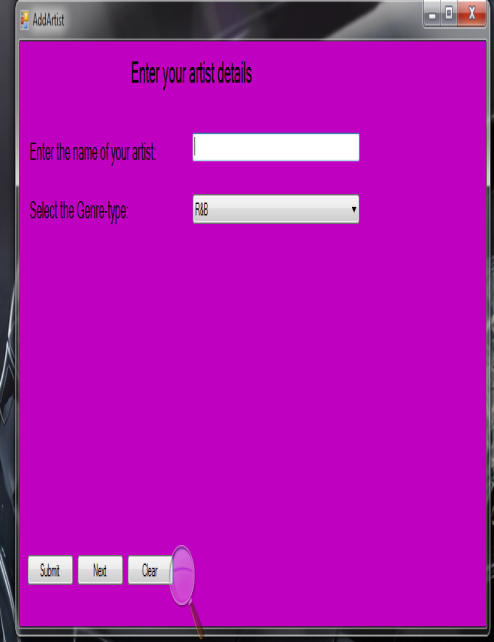 AddArtist
Enter your artist details
Enter the name of your artist:
Select the Genre-type: R&B
Submit Next Clear